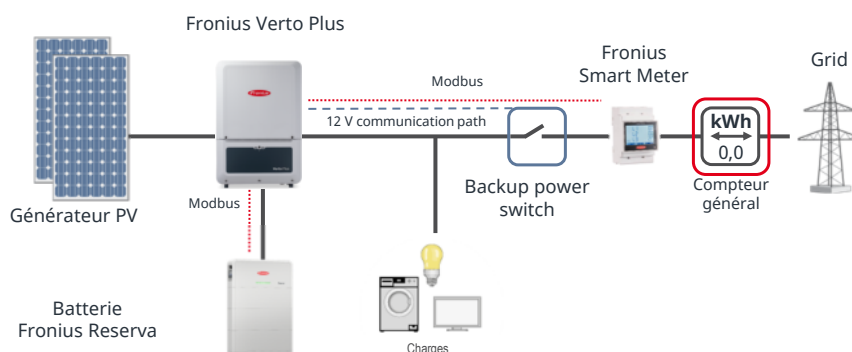 Fronius Verto Plus
Fronius
Smart Meter
Grid
Modbus
12 V communication path
kWh
0,0
Générateur PV
Backup power
switch
Compteur
général
Modbus
Batterie
Fronius Reserva
Charges